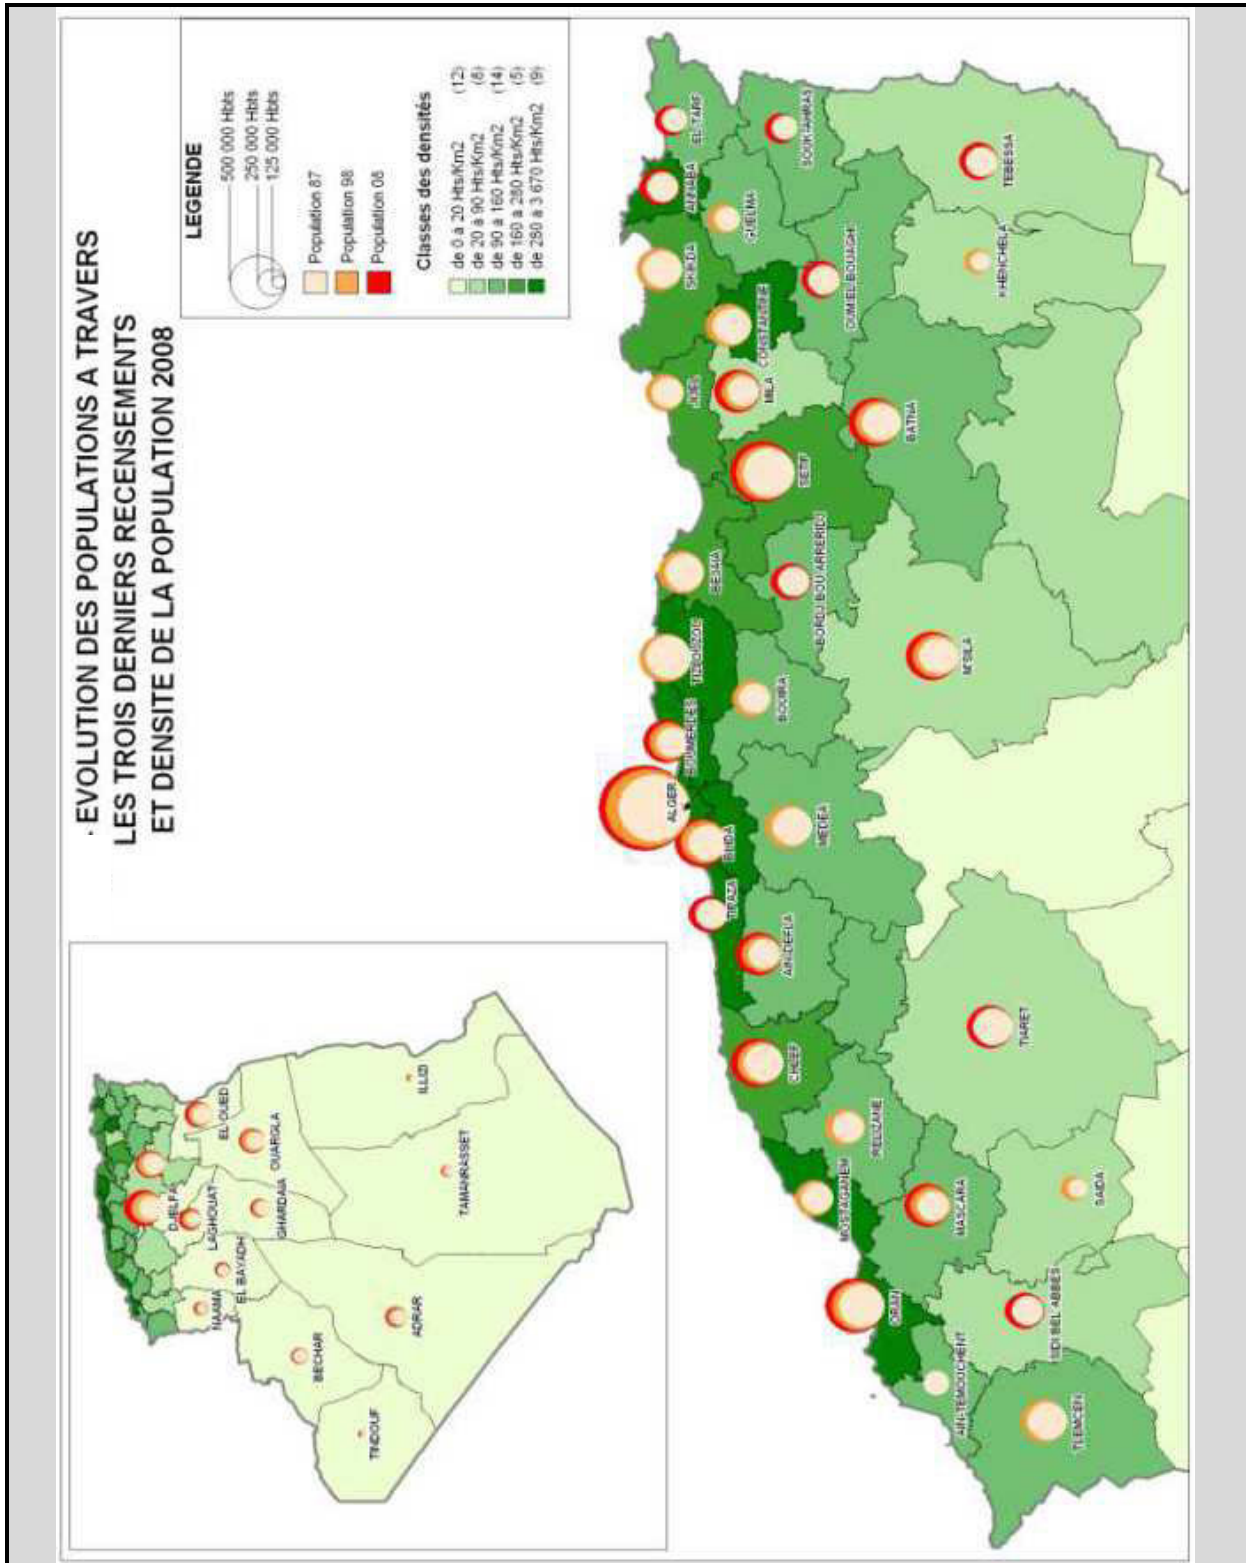 · EVOLUTION DES POPULATIONS A TRAVERS
LES TROIS DERNIERS RECENSEMENTS
ET DENSITE DE LA POPULATION 2008
LEGENDE
500 000 Hbts
250 000 Hbts
125 000 Hbts
Population 87
Population 98
Population 08
Classes des densités
de 0 à 20 Hts/Km2 (12)
de 20 à 90 Hts/Km2 (8)
de 90 à 160 Hts/Km2 (14)
de 160 à 280 Hts/Km2 (5)
de 280 à 3 670 Hts/Km2 (9)
NAAMA
EL BAYADH
LAGHOUAT
DJELFA
EL OUED
OUARGLA
GHARDAIA
BECHAR
TINDOUF
ADRAR
TAMANRASSET
ILLIZI
ALGER
BOUMERDES
TIZI OUZOU
BEJAIA
JIJEL
SKIKDA
ANNABA
EL TARF
TIPAZA
BLIDA
BOUIRA
SETIF
MILA
CONSTANTINE
GUELMA
SOUKTAHRAS
CHLEF
AIN DEFLA
MEDEA
ABORDJ BOU ARRERIDJ
BATNA
OUM EL BOUAGHI
MOSTAGANEM
RELIZANE
M'SILA
KHENCHELA
TEBESSA
ORAN
MASCARA
TIARET
AIN-TEMOUCHENT
SIDI BEL ABBES
SAIDA
TLEMCEN